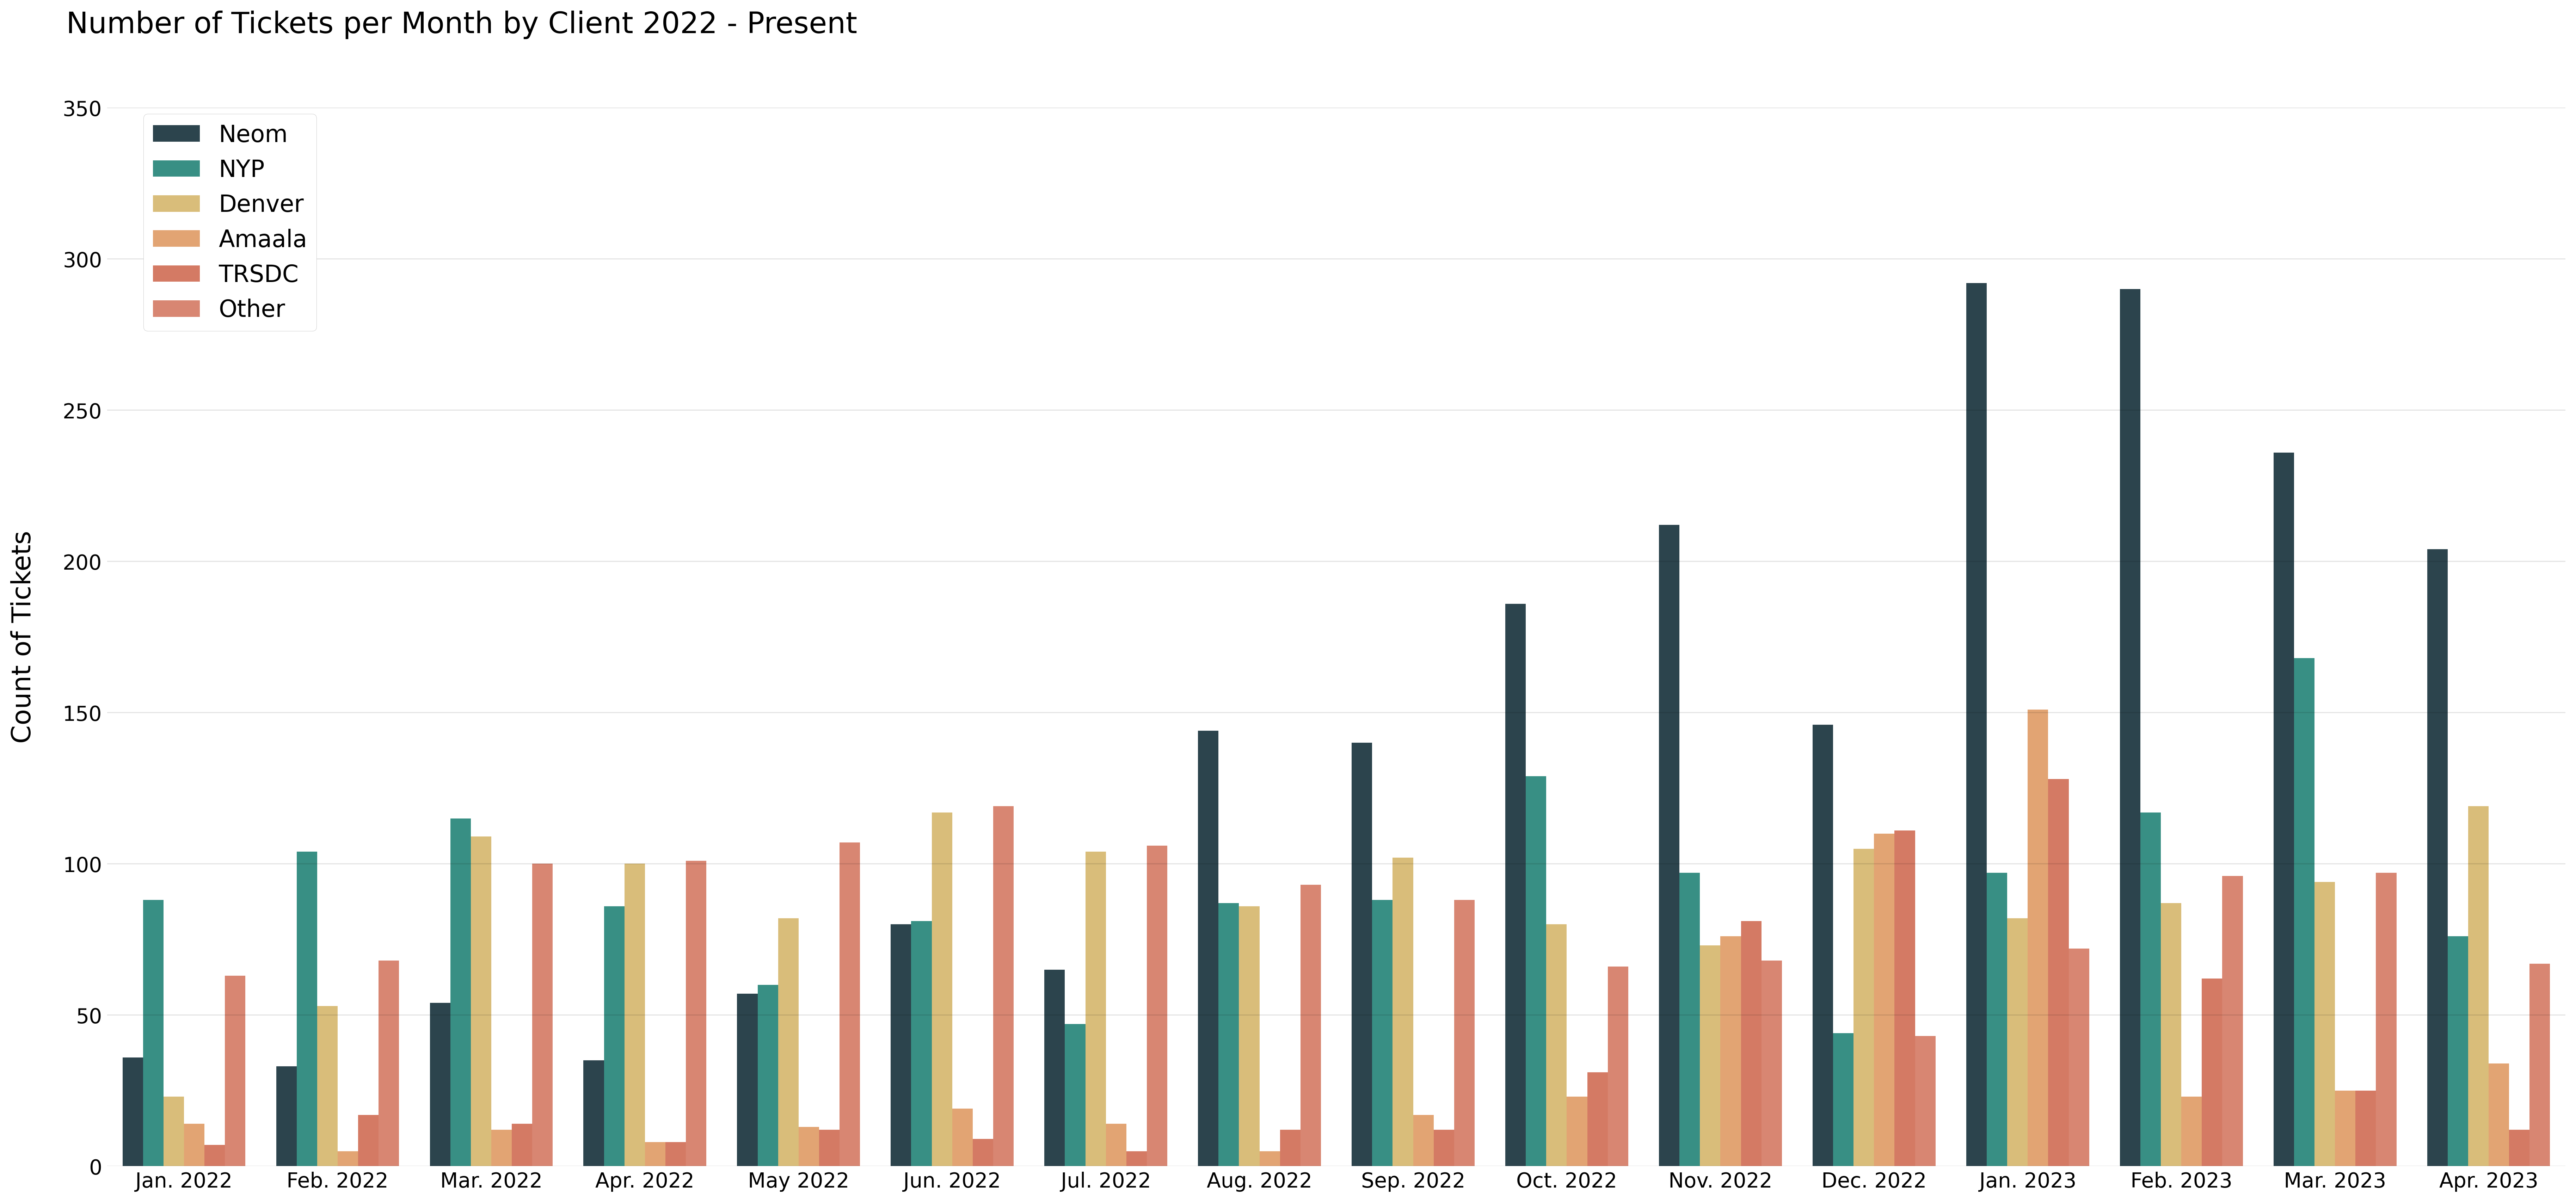 Number of Tickets per Month by Client 2022 - Present
Count of Tickets
350
300
250
200
150
100
50
0
Neom
NYP
Denver
Amaala
TRSDC
Other
Jan. 2022 Feb. 2022 Mar. 2022 Apr. 2022 May 2022 Jun. 2022 Jul. 2022 Aug. 2022 Sep. 2022 Oct. 2022 Nov. 2022 Dec. 2022 Jan. 2023 Feb. 2023 Mar. 2023 Apr. 2023